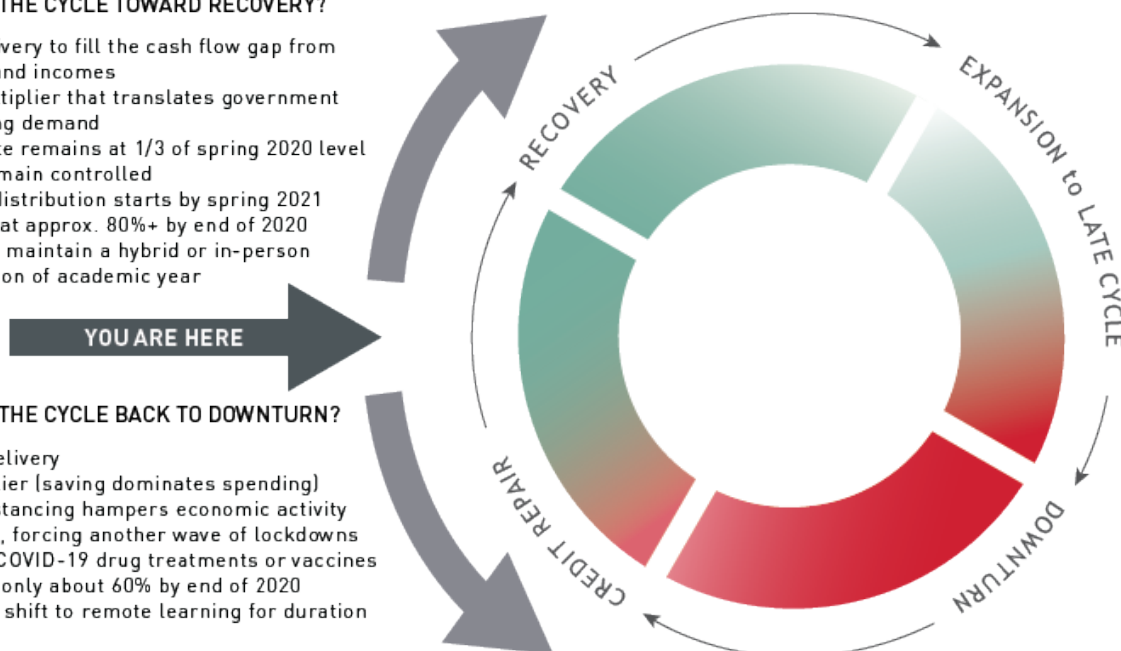 THE CYCLE TOWARD RECOVERY?
very to fill the cash flow gap from
and incomes
tiplier that translates government
ng demand
te remains at 1/3 of spring 2020 level
main controlled
distribution starts by spring 2021
at approx. 80%+ by end of 2020
maintain a hybrid or in-person
on of academic year
YOU ARE HERE
THE CYCLE BACK TO DOWNTURN?
elivery
ier (saving dominates spending)
stancing hampers economic activity
, forcing another wave of lockdowns
COVID-19 drug treatments or vaccines
only about 60% by end of 2020
shift to remote learning for duration
RECOVERY
EXPANSION to LATE CYCLE
DOWNTURN
CREDIT REPAIR